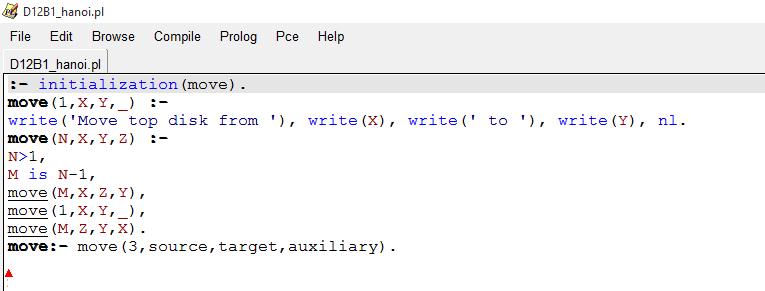 D12B1_hanoi.pl
File Edit Browse Compile Prolog Pce Help
D12B1_hanoi.pl
:- initialization(move).
move(1,X,Y,_) :-
write('Move top disk from '), write(X), write(' to '), write(Y), nl.
move(N,X,Y,Z) :-
N>1,
M is N-1,
move(M,X,Z,Y),
move(1,X,Y,_),
move(M,Z,Y,X).
move:- move(3,source,target,auxiliary).